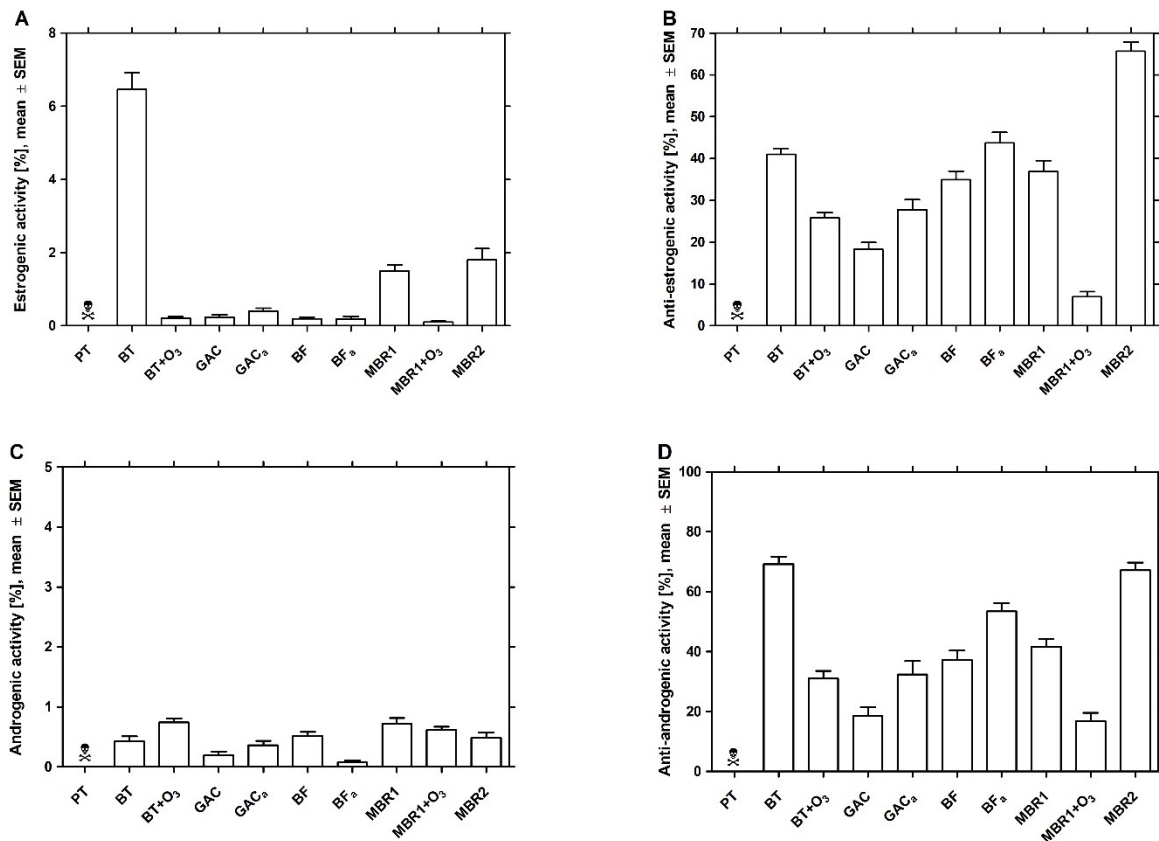 A
Estrogenic activity [%], mean ± SEM
8
6
4
2
0
PT
BT
BT+O₃
GAC
GACₐ
BF
BFₐ
MBR1
MBR1+O₃
MBR2
B
Anti-estrogenic activity [%], mean ± SEM
70
60
50
40
30
20
10
0
PT
BT
BT+O₃
GAC
GACₐ
BF
BFₐ
MBR1
MBR1+O₃
MBR2
C
Androgenic activity [%], mean ± SEM
5
4
3
2
1
0
PT
BT
BT+O₃
GAC
GACₐ
BF
BFₐ
MBR1
MBR1+O₃
MBR2
D
Anti-androgenic activity [%], mean ± SEM
100
80
60
40
20
0
PT
BT
BT+O₃
GAC
GACₐ
BF
BFₐ
MBR1
MBR1+O₃
MBR2